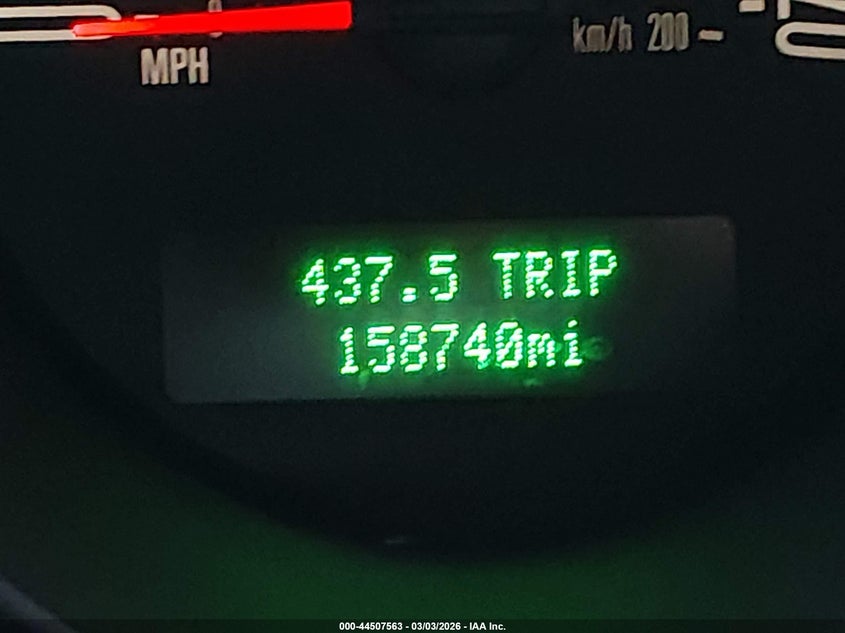 km/h 200
MPH
437.5 TRIP
158740mi
000-44507563 - 03/03/2026 - IAA Inc.